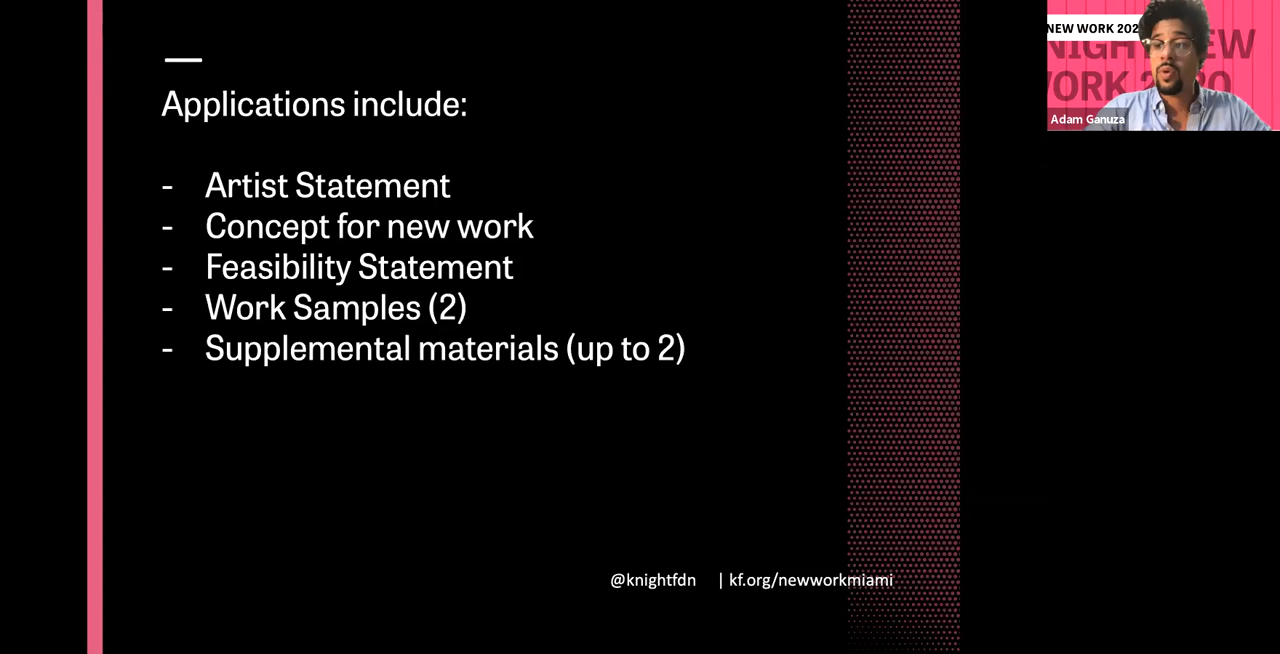 Applications include:
- Artist Statement
- Concept for new work
- Feasibility Statement
- Work Samples (2)
- Supplemental materials (up to 2)
@knightfdn | kf.org/newworkmiami
NEW WORK 202
Adam Ganuza